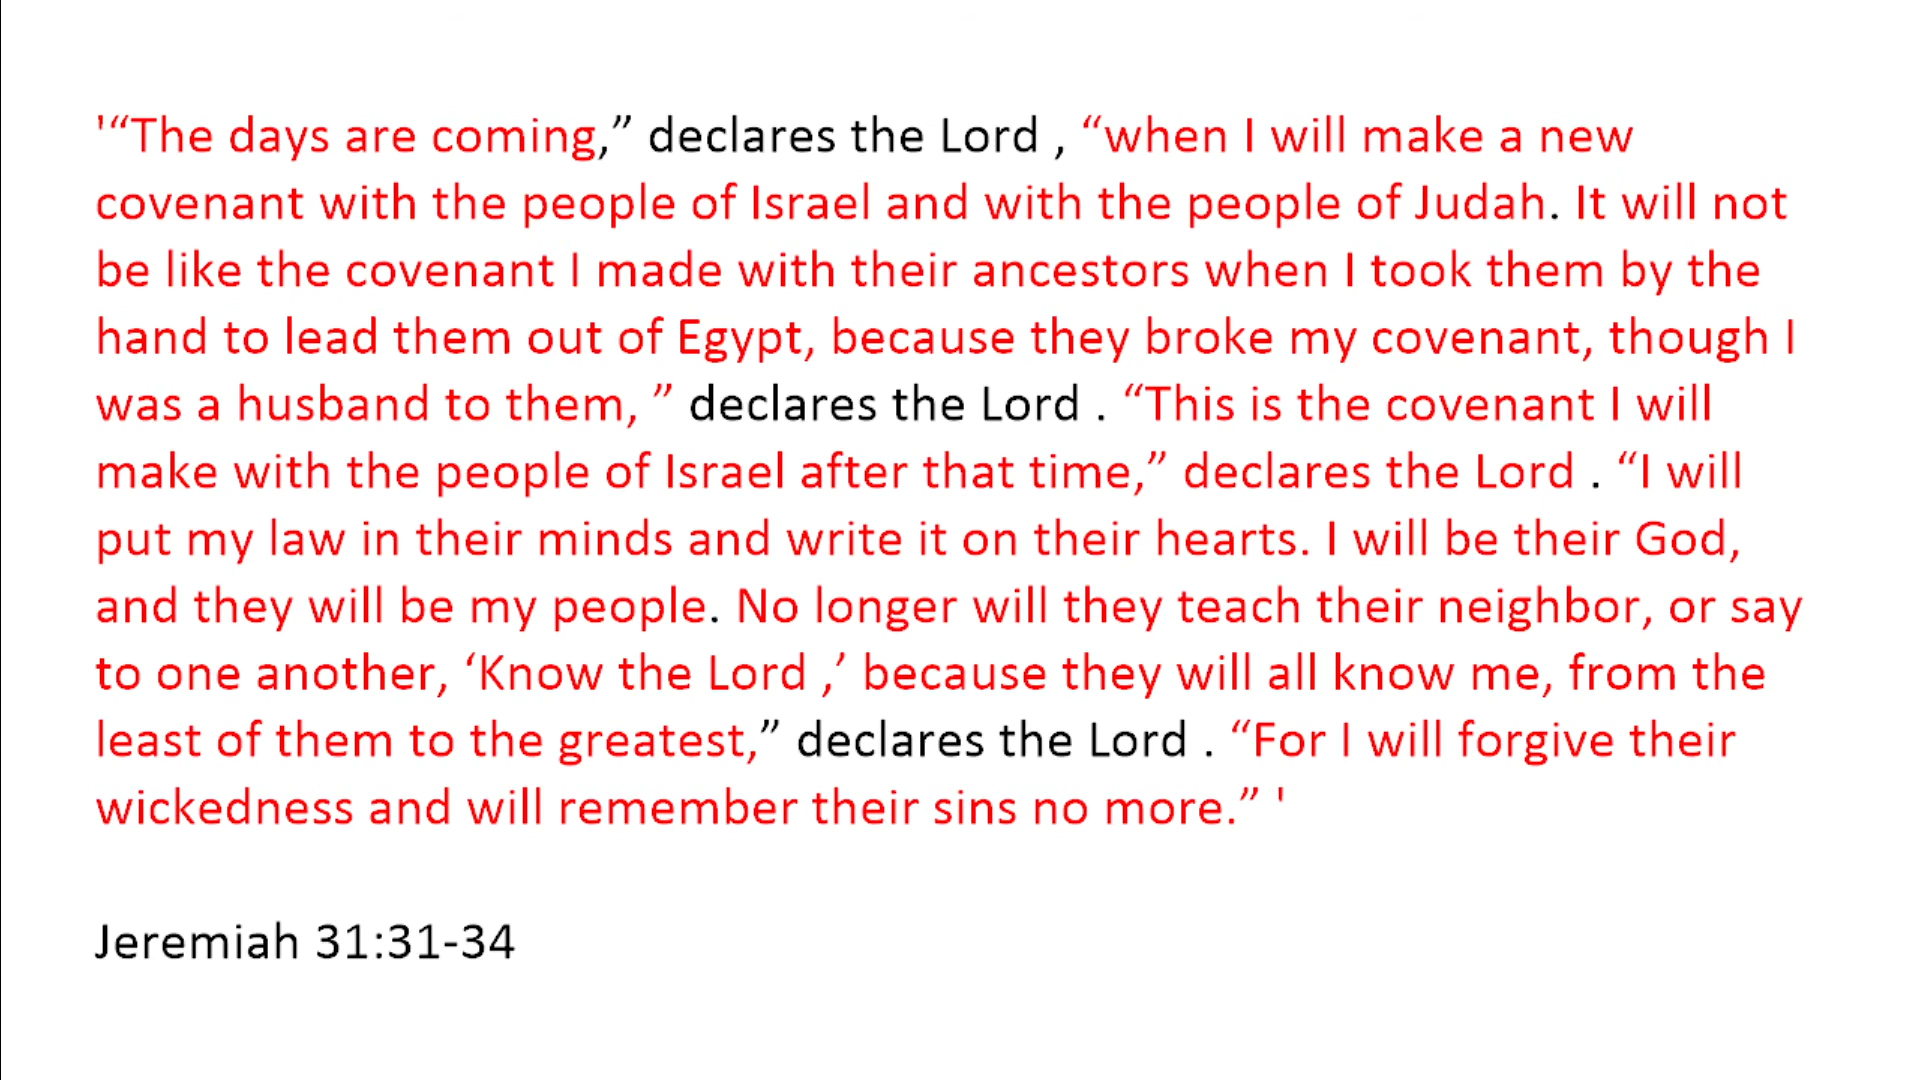 '“The days are coming,” declares the Lord , “when I will make a new
covenant with the people of Israel and with the people of Judah. It will not
be like the covenant I made with their ancestors when I took them by the
hand to lead them out of Egypt, because they broke my covenant, though I
was a husband to them, ” declares the Lord . “This is the covenant I will
make with the people of Israel after that time,” declares the Lord . “I will
put my law in their minds and write it on their hearts. I will be their God,
and they will be my people. No longer will they teach their neighbor, or say
to one another, ‘Know the Lord ,’ because they will all know me, from the
least of them to the greatest,” declares the Lord . “For I will forgive their
wickedness and will remember their sins no more.” '
Jeremiah 31:31-34